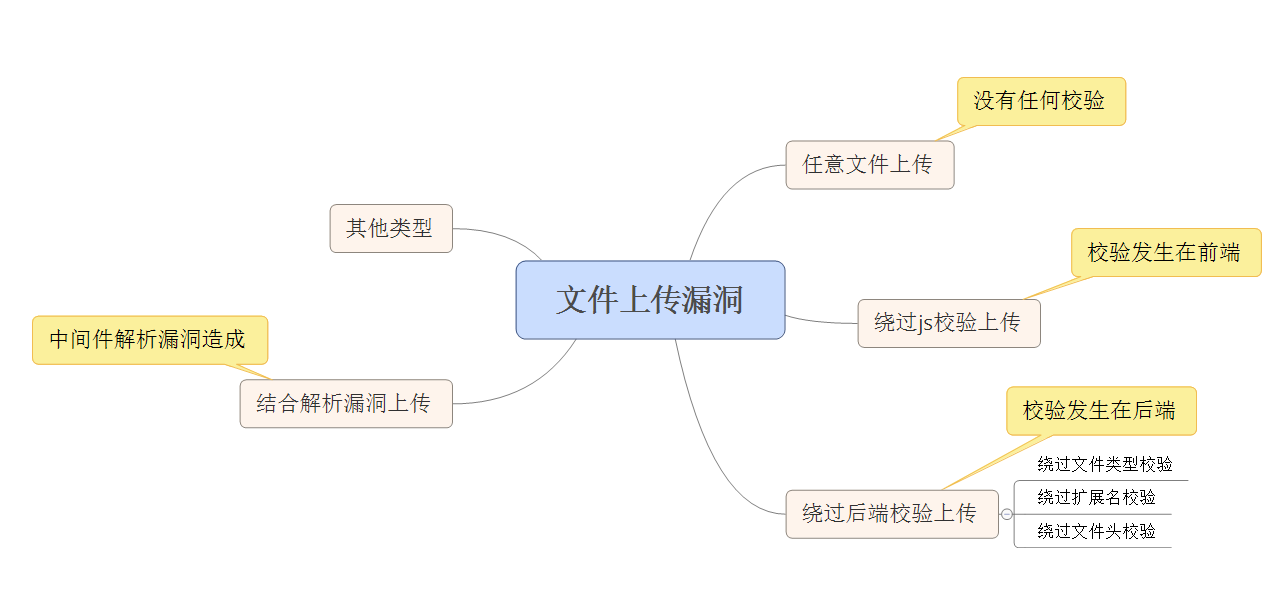 没有任何校验
任意文件上传
其他类型
校验发生在前端
文件上传漏洞
绕过js校验上传
中间件解析漏洞造成
结合解析漏洞上传
校验发生在后端
绕过文件类型校验
绕过扩展名校验
绕过后端校验上传
绕过文件头校验